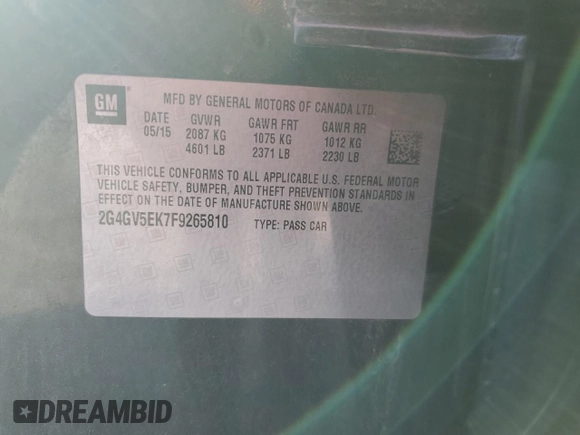 GM
MFD BY GENERAL MOTORS OF CANADA LTD.
DATE GVWR GAWR FRT GAWR RR
05/15 2087 KG 1075 KG 1012 KG
4601 LB 2371 LB 2230 LB
THIS VEHICLE CONFORMS TO ALL APPLICABLE U.S. FEDERAL MOTOR
VEHICLE SAFETY, BUMPER, AND THEFT PREVENTION STANDARDS IN
EFFECT ON THE DATE OF MANUFACTURE SHOWN ABOVE.
2G4GV5EK7F9265810 TYPE: PASS CAR
DREAMBID